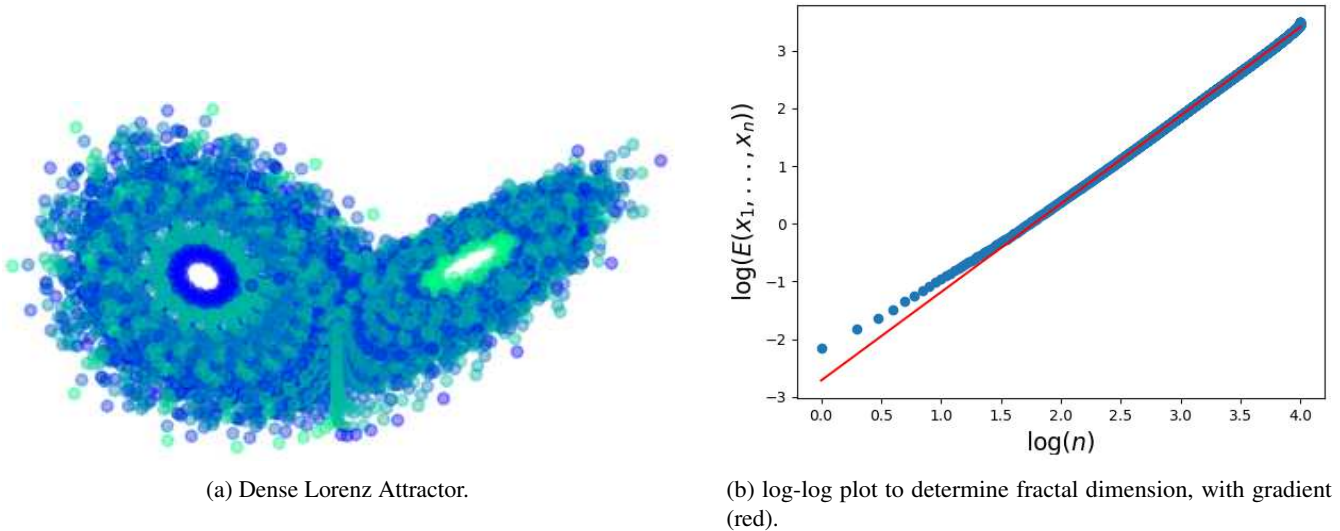 3
2
1
0
−1
−2
−3
log(E(x_1, . . . , x_n))
0.0 0.5 1.0 1.5 2.0 2.5 3.0 3.5 4.0
log(n)
(a) Dense Lorenz Attractor.
(b) log-log plot to determine fractal dimension, with gradient
(red).